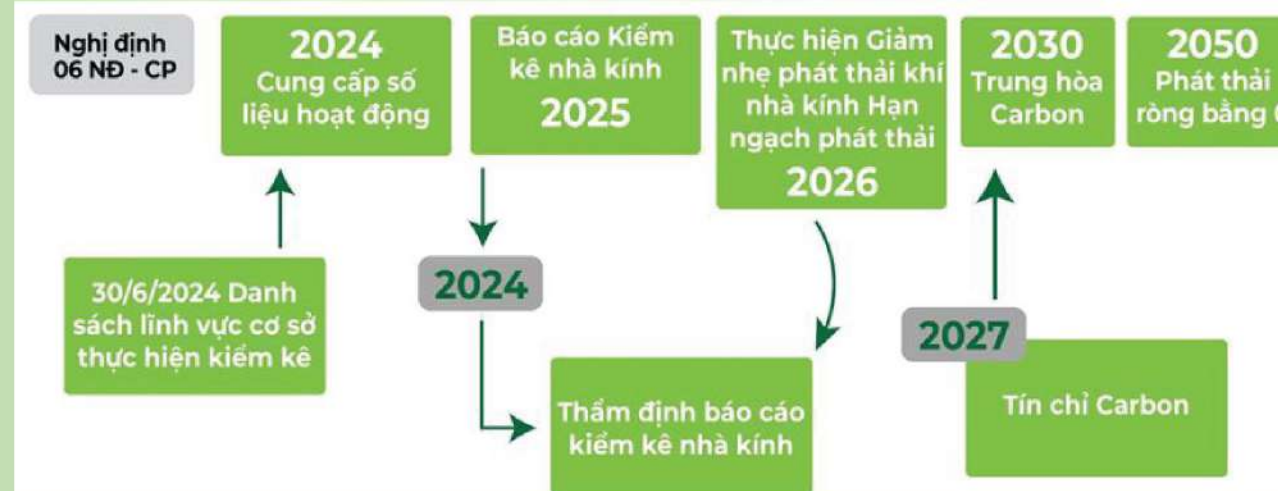 Nghị định
06 NĐ - CP
2024
Cung cấp số
liệu hoạt động
Báo cáo Kiểm
kê nhà kính
2025
Thực hiện Giảm
nhẹ phát thải khí
nhà kính Hạn
ngạch phát thải
2026
2030
Trung hòa
Carbon
2050
Phát thải
ròng bằng
30/6/2024 Danh
sách lĩnh vực cơ sở
thực hiện kiểm kê
2024
Thẩm định báo cáo
kiểm kê nhà kính
2027
Tín chỉ Carbon